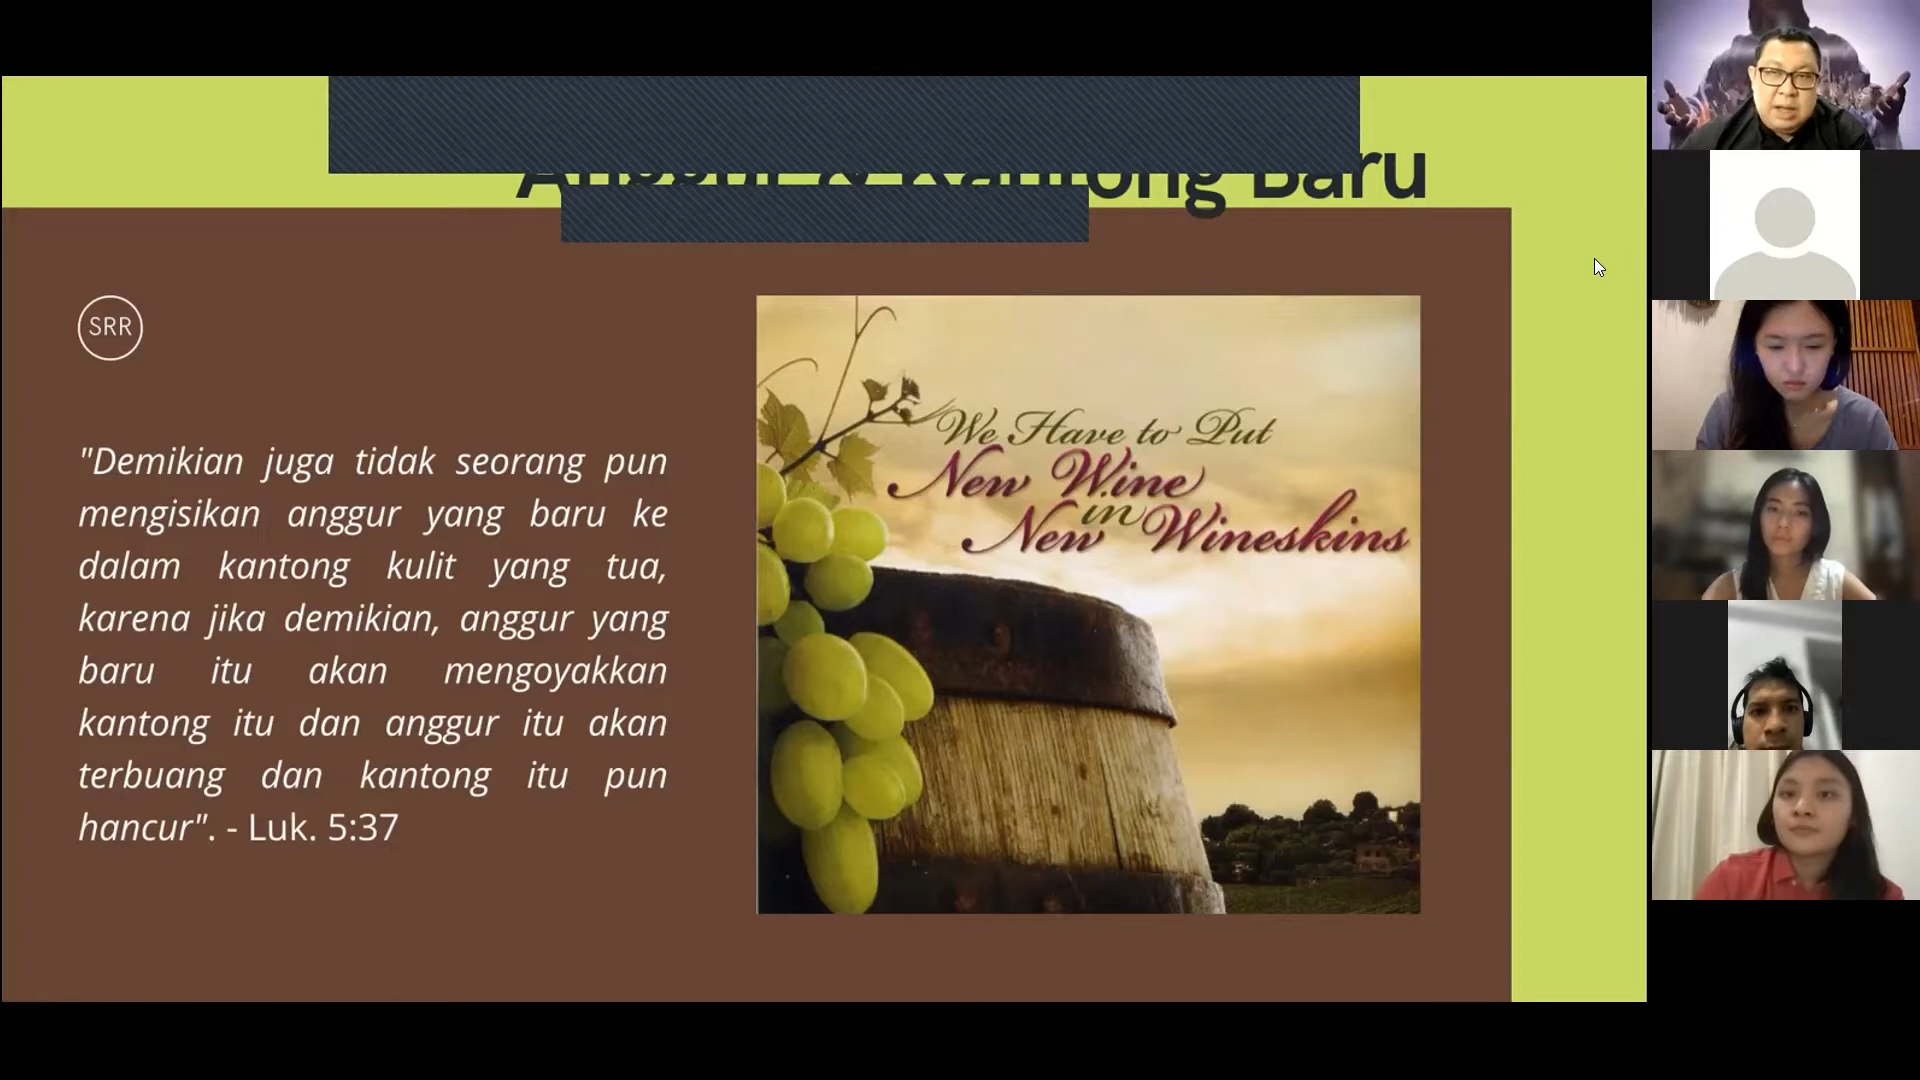 Anggur & Kantong Baru
SRR
"Demikian juga tidak seorang pun
mengisikan anggur yang baru ke
dalam kantong kulit yang tua,
karena jika demikian, anggur yang
baru itu akan mengoyakkan
kantong itu dan anggur itu akan
terbuang dan kantong itu pun
hancur". - Luk. 5:37
We Have to Put
New Wine
in
New Wineskins